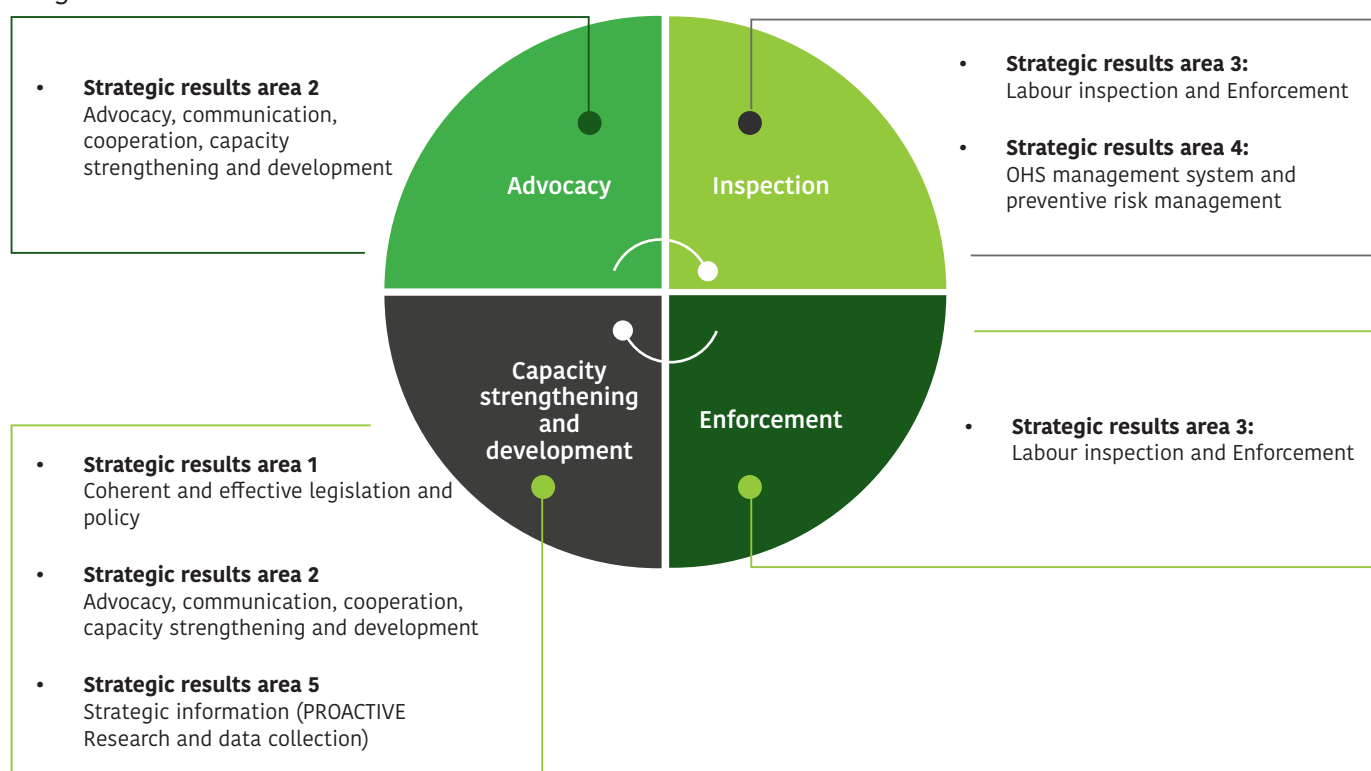 • Strategic results area 2
Advocacy, communication,
cooperation, capacity
strengthening and development
Advocacy
Inspection
• Strategic results area 3:
Labour inspection and Enforcement
• Strategic results area 4:
OHS management system and
preventive risk management
Capacity
strengthening
and
development
Enforcement
• Strategic results area 3:
Labour inspection and Enforcement
• Strategic results area 1
Coherent and effective legislation and
policy
• Strategic results area 2
Advocacy, communication, cooperation,
capacity strengthening and development
• Strategic results area 5
Strategic information (PROACTIVE
Research and data collection)